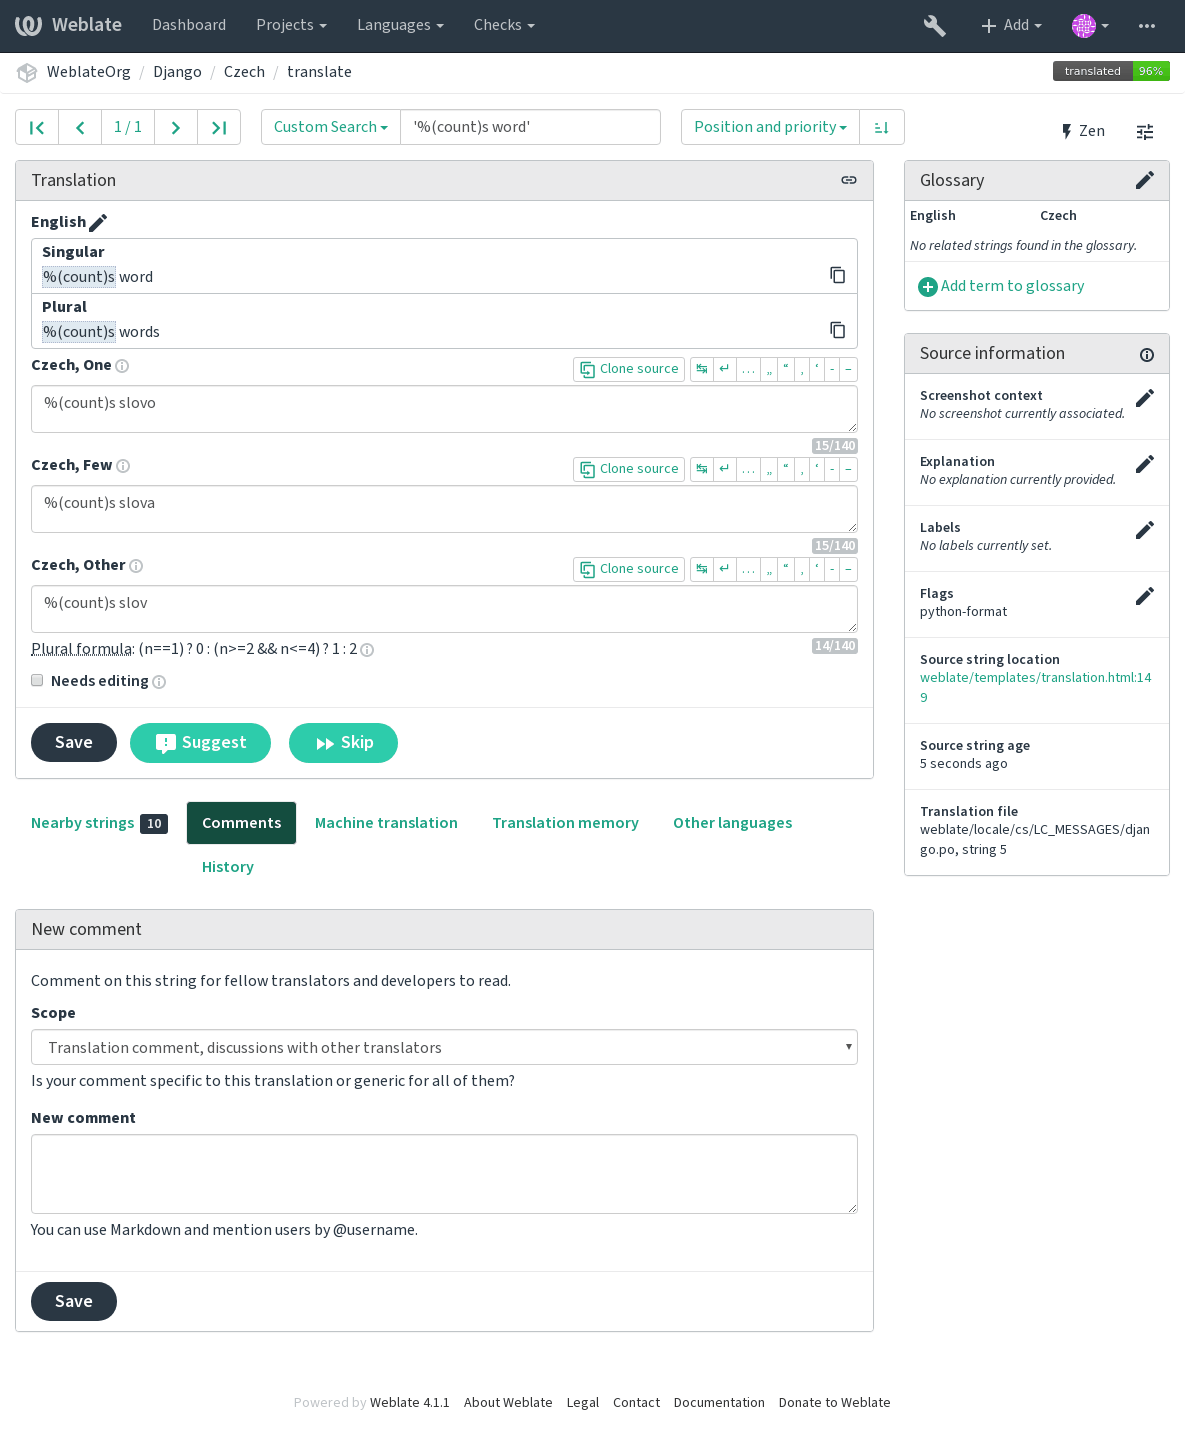 Weblate Dashboard Projects Languages Checks Add
WeblateOrg / Django / Czech / translate translated 96%
1 / 1 Custom Search '%(count)s word' Position and priority Zen
Translation
English
Singular
%(count)s word
Plural
%(count)s words
Czech, One Clone source ↹ ↵ … „ “ ‚ ‘ - –
%(count)s slovo
15/140
Czech, Few Clone source ↹ ↵ … „ “ ‚ ‘ - –
%(count)s slova
15/140
Czech, Other Clone source ↹ ↵ … „ “ ‚ ‘ - –
%(count)s slov
Plural formula: (n==1) ? 0 : (n>=2 && n<=4) ? 1 : 2 14/140
Needs editing
Save Suggest Skip
Glossary
English Czech
No related strings found in the glossary.
Add term to glossary
Source information
Screenshot context
No screenshot currently associated.
Explanation
No explanation currently provided.
Labels
No labels currently set.
Flags
python-format
Source string location
weblate/templates/translation.html:14
9
Source string age
5 seconds ago
Translation file
weblate/locale/cs/LC_MESSAGES/djan
go.po, string 5
Nearby strings 10 Comments Machine translation Translation memory Other languages
History
New comment
Comment on this string for fellow translators and developers to read.
Scope
Translation comment, discussions with other translators
Is your comment specific to this translation or generic for all of them?
New comment
You can use Markdown and mention users by @username.
Save
Powered by Weblate 4.1.1 About Weblate Legal Contact Documentation Donate to Weblate